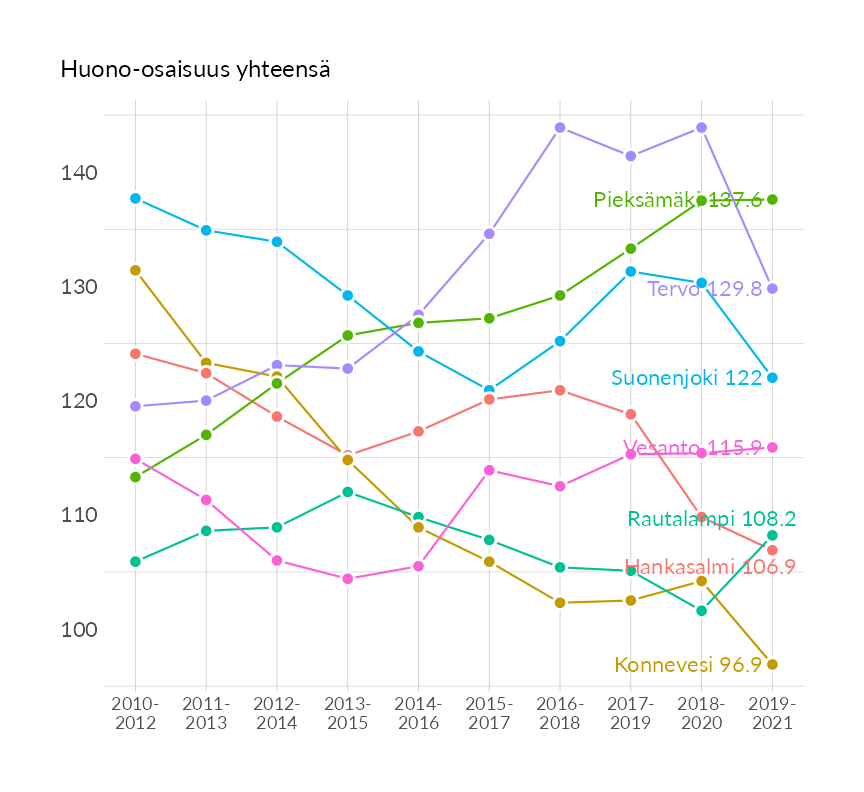 Huono-osaisuus yhteensä
140
Pieksämäki 137.6
130
Tervo 129.8
120
Suonenjoki 122
Vesanto 115.9
110
Rautalampi 108.2
Hankasalmi 106.9
100
Konnevesi 96.9
2010- 2011- 2012- 2013- 2014- 2015- 2016- 2017- 2018- 2019-
2012 2013 2014 2015 2016 2017 2018 2019 2020 2021